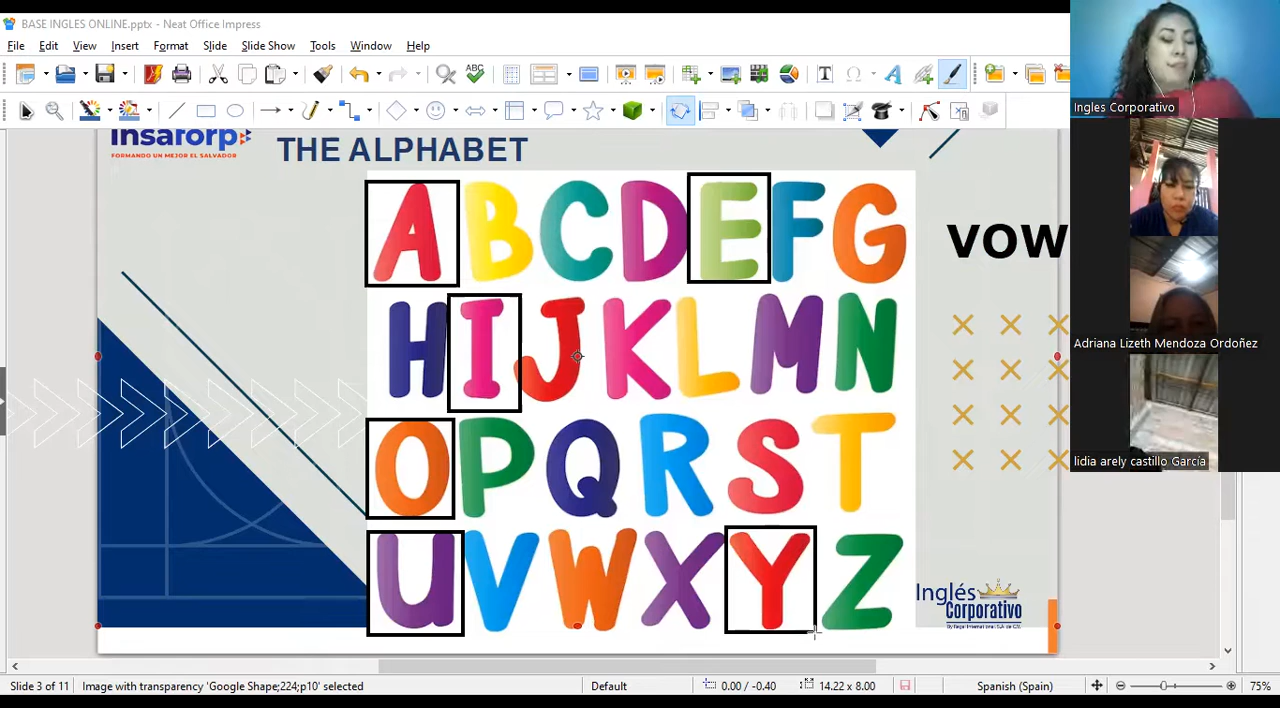 BASE INGLES ONLINE.pptx - Neat Office Impress
File Edit View Insert Format Slide Slide Show Tools Window Help
ABC
T
A
Ingles Corporativo
Insaforp
FORMANDO UN MEJOR EL SALVADOR
THE ALPHABET
A B C D E F G
VOW
H I J K L M N
Adriana Lizeth Mendoza Ordoñez
O P Q R S T
lidia arely castillo García
U V W X Y Z
Inglés
Corporativo
Slide 3 of 11 Image with transparency 'Google Shape;224;p10' selected Default 0.00 / -0.40 14.22 x 8.00 Spanish (Spain) 75%